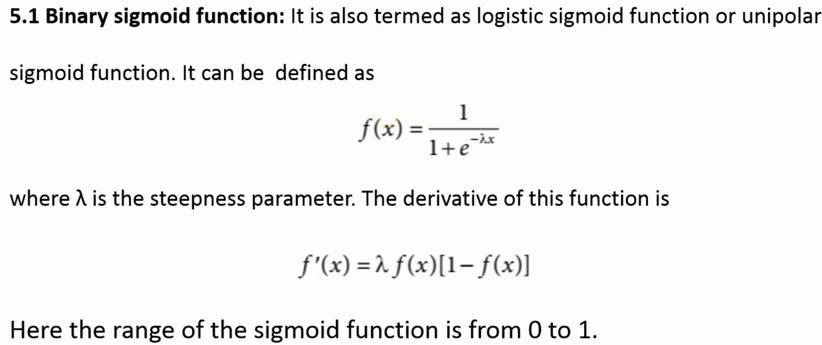 5.1 Binary sigmoid function: It is also termed as logistic sigmoid function or unipolar
sigmoid function. It can be defined as
f(x) = 1 / (1+e^{-λx})
where λ is the steepness parameter. The derivative of this function is
f'(x) = λ f(x)[1− f(x)]
Here the range of the sigmoid function is from 0 to 1.